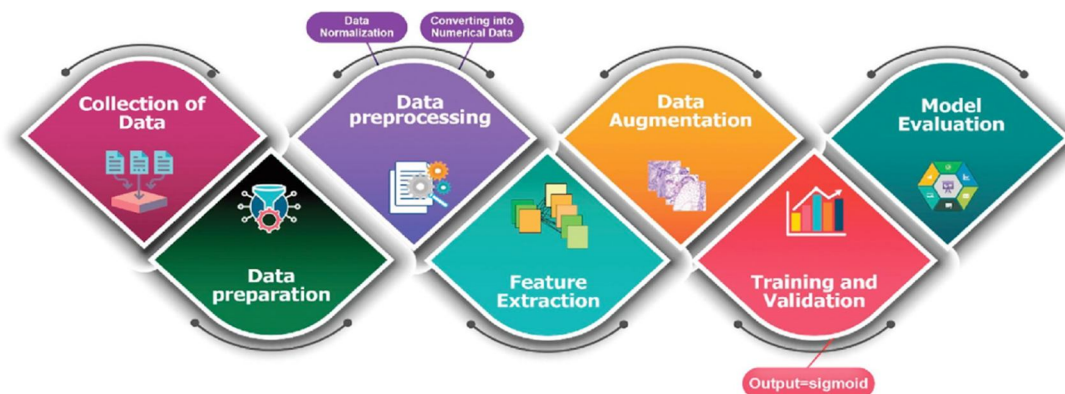 Data
Normalization
Converting into
Numerical Data
Collection of
Data
Data
preparation
Data
preprocessing
Feature
Extraction
Data
Augmentation
Training and
Validation
Output=sigmoid
Model
Evaluation